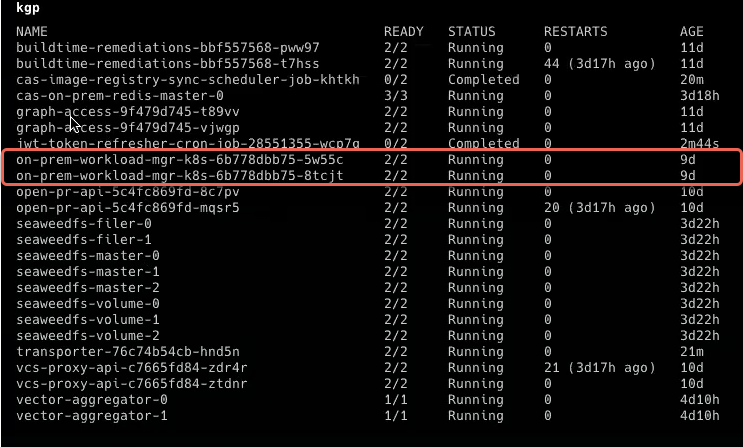 kgp
NAME READY STATUS RESTARTS AGE
buildtime-remediations-bbf557568-pww97 2/2 Running 0 11d
buildtime-remediations-bbf557568-t7hss 2/2 Running 44 (3d17h ago) 11d
cas-image-registry-sync-scheduler-job-khtkh 0/2 Completed 0 20m
cas-on-prem-redis-master-0 3/3 Running 0 3d18h
graph-access-9f479d745-t89vv 2/2 Running 0 11d
graph-access-9f479d745-vjwgp 2/2 Running 0 11d
jwt-token-refresher-cron-job-28551355-wcp7q 0/2 Completed 0 2m44s
on-prem-workload-mgr-k8s-6b778dbb75-5w55c 2/2 Running 0 9d
on-prem-workload-mgr-k8s-6b778dbb75-8tcjt 2/2 Running 0 9d
open-pr-api-5c4fc869fd-8c7pv 2/2 Running 0 10d
open-pr-api-5c4fc869fd-mqsr5 2/2 Running 20 (3d17h ago) 10d
seaweedfs-filer-0 2/2 Running 0 3d22h
seaweedfs-filer-1 2/2 Running 0 3d22h
seaweedfs-master-0 2/2 Running 0 3d22h
seaweedfs-master-1 2/2 Running 0 3d22h
seaweedfs-master-2 2/2 Running 0 3d22h
seaweedfs-volume-0 2/2 Running 0 3d22h
seaweedfs-volume-1 2/2 Running 0 3d22h
seaweedfs-volume-2 2/2 Running 0 3d22h
transporter-76c74b54cb-hnd5n 2/2 Running 0 21m
vcs-proxy-api-c7665fd84-zdr4r 2/2 Running 21 (3d17h ago) 10d
vcs-proxy-api-c7665fd84-ztdnr 2/2 Running 0 10d
vector-aggregator-0 1/1 Running 0 4d10h
vector-aggregator-1 1/1 Running 0 4d10h